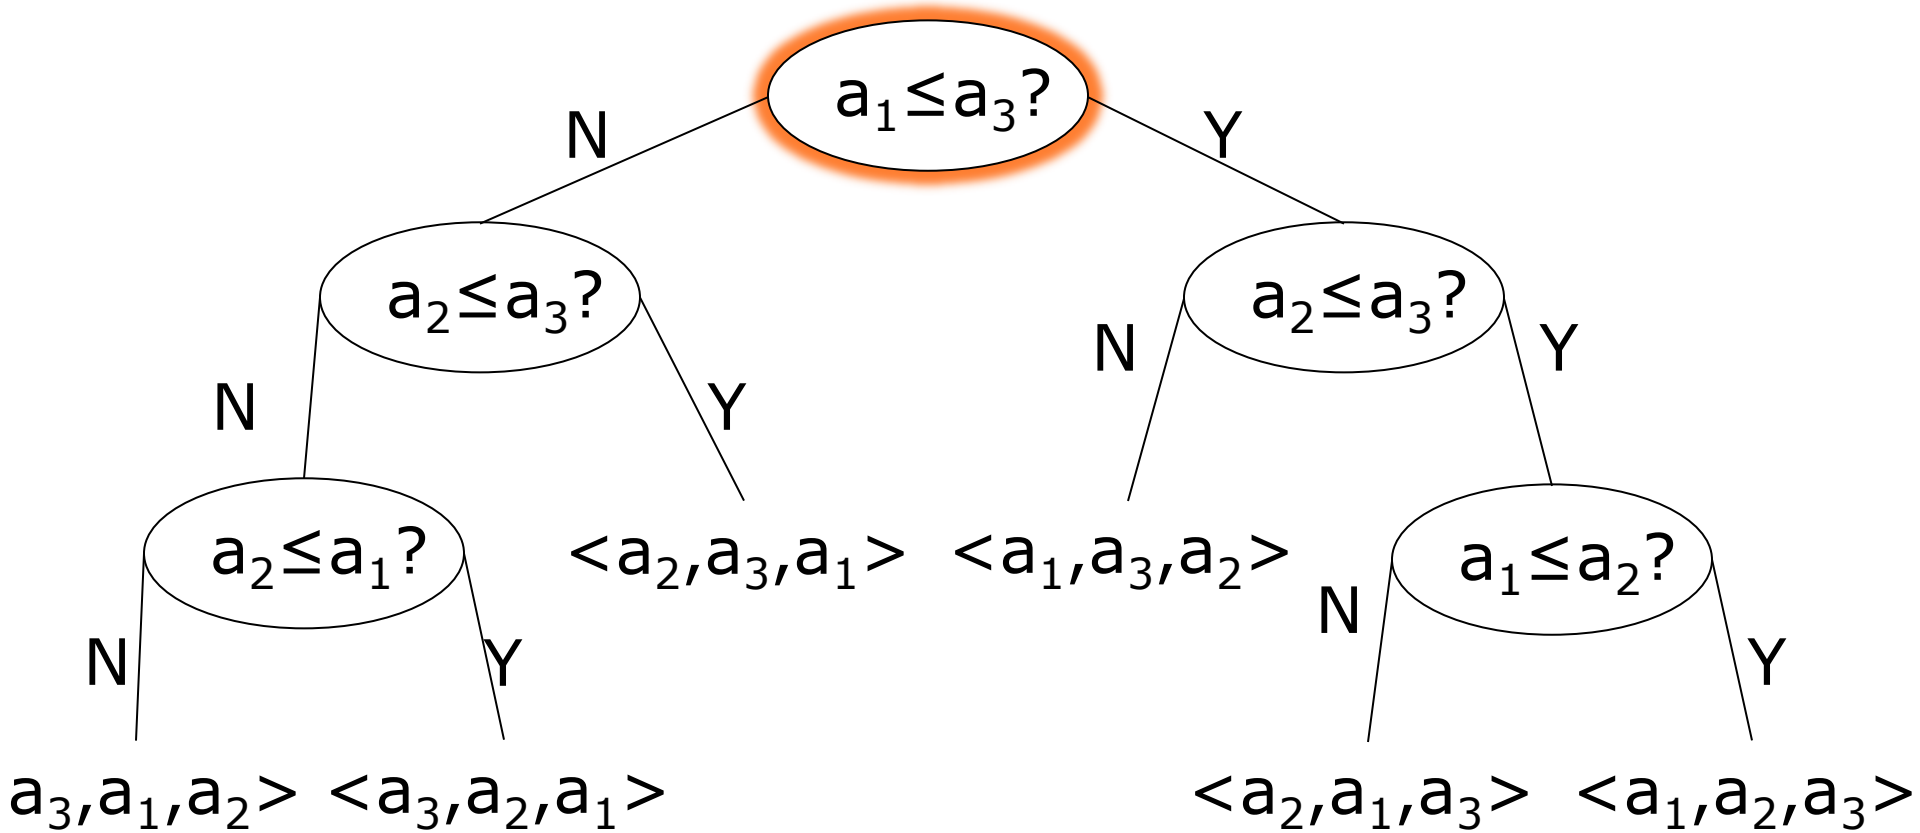 a₁≤a₃?
N
Y
a₂≤a₃?
a₂≤a₃?
N
Y
N
Y
a₂≤a₁?
<a₂,a₃,a₁>
<a₁,a₃,a₂>
a₁≤a₂?
N
Y
N
Y
a₃,a₁,a₂>
<a₃,a₂,a₁>
<a₂,a₁,a₃>
<a₁,a₂,a₃>